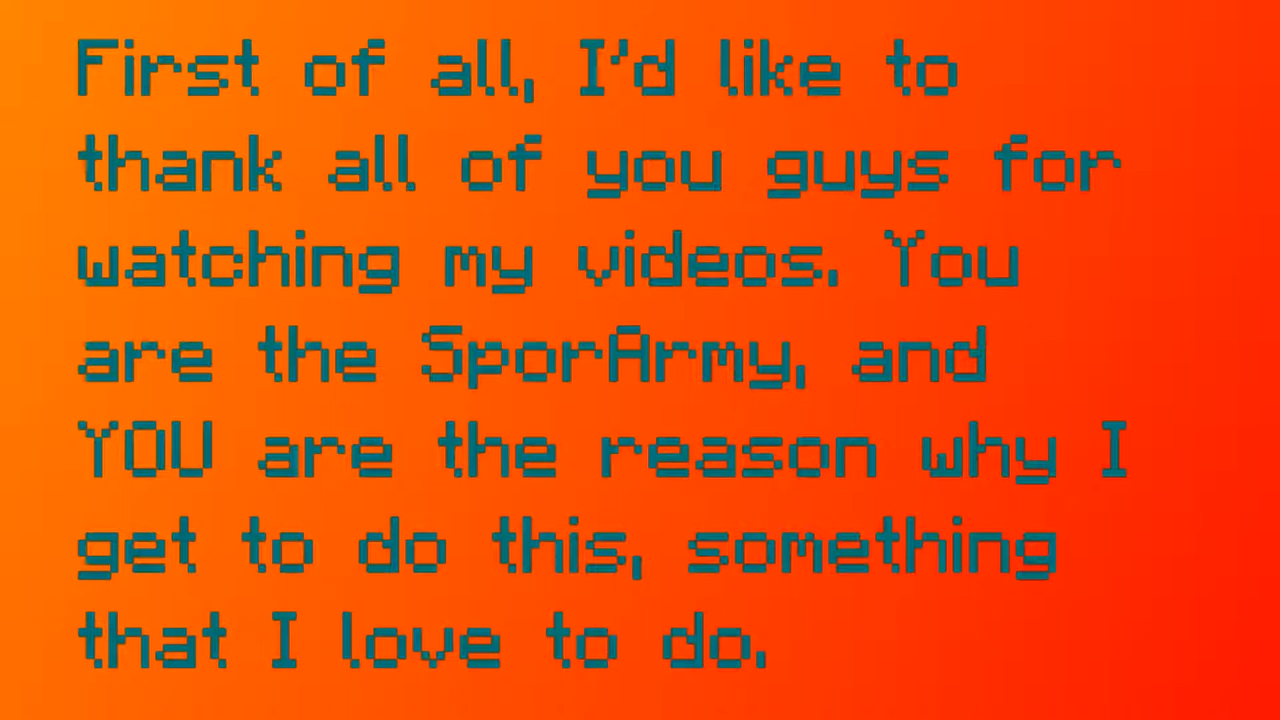 First of all, I'd like to
thank all of you guys for
watching my videos. You
are the SporArmy, and
YOU are the reason why I
get to do this, something
that I love to do.